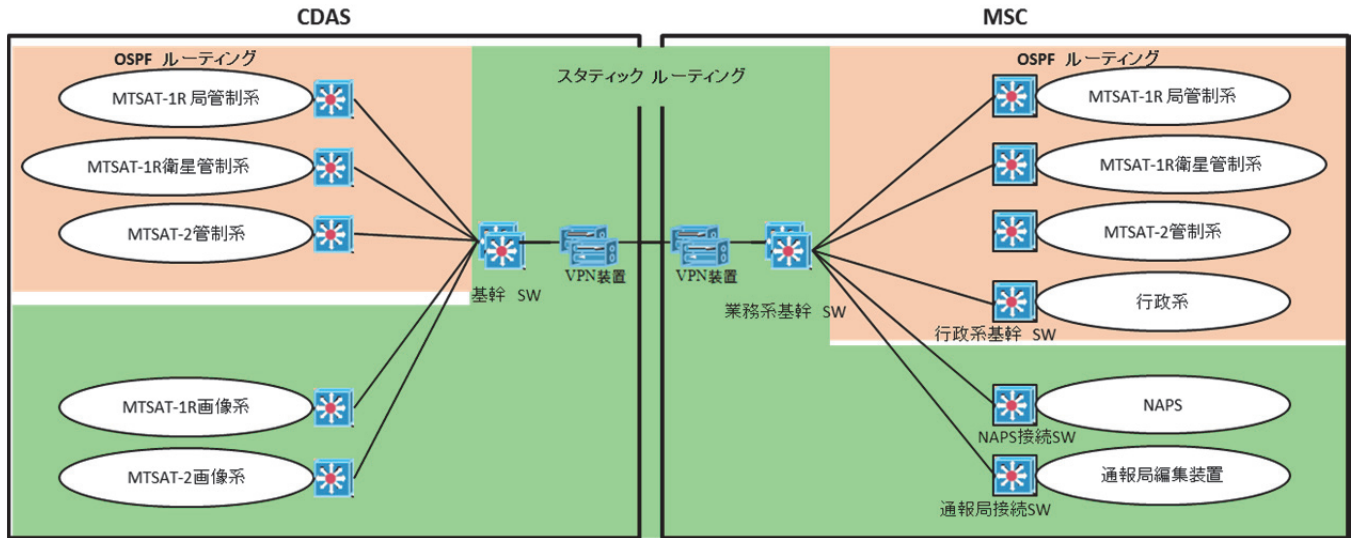 CDAS
MSC
OSPF ルーティング
スタティック ルーティング
OSPF ルーティング
MTSAT-1R 局管制系
MTSAT-1R衛星管制系
MTSAT-2管制系
基幹 SW
VPN装置
MTSAT-1R画像系
MTSAT-2画像系
VPN装置
業務系基幹 SW
MTSAT-1R 局管制系
MTSAT-1R衛星管制系
MTSAT-2管制系
行政系
行政系基幹 SW
NAPS
NAPS接続SW
通報局編集装置
通報局接続SW